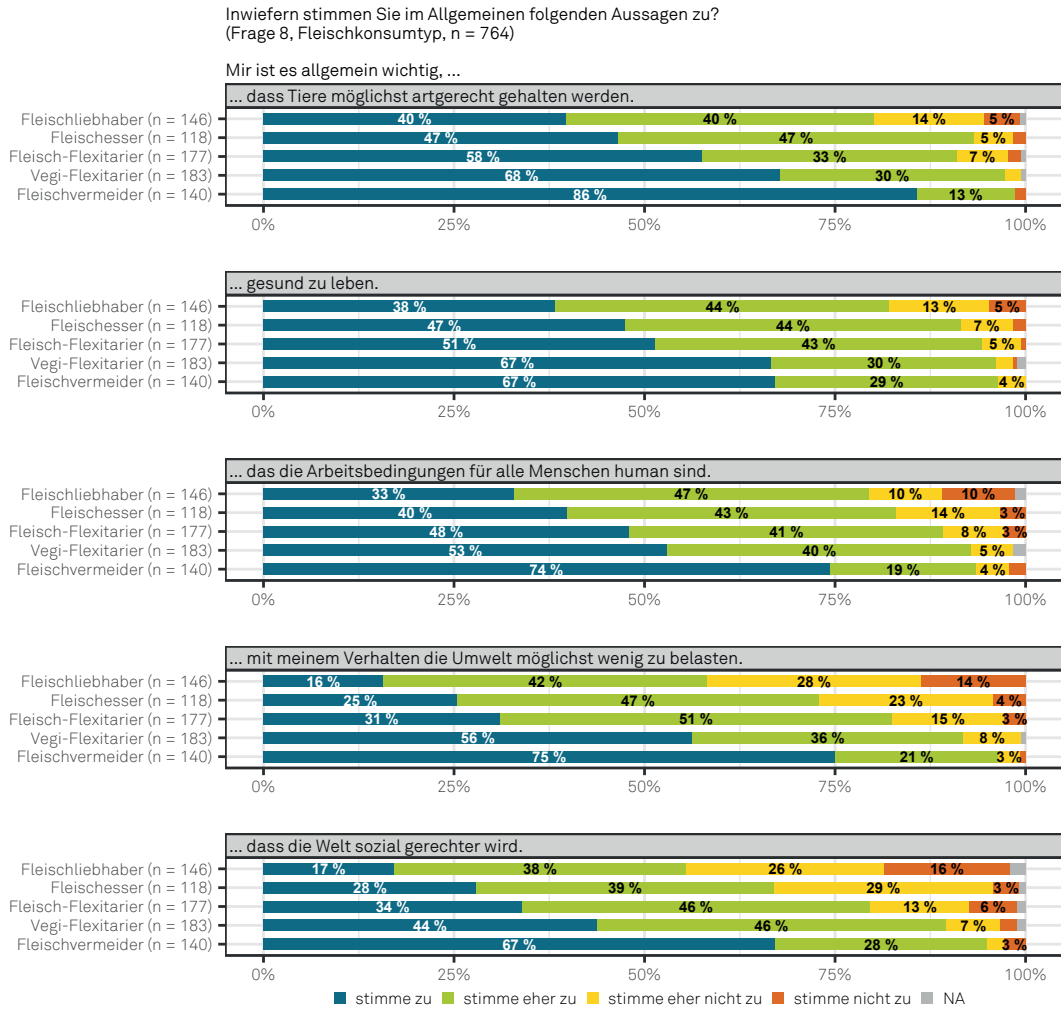 Inwiefern stimmen Sie im Allgemeinen folgenden Aussagen zu?
(Frage 8, Fleischkonsumtyp, n = 764)
Mir ist es allgemein wichtig, ...
... dass Tiere möglichst artgerecht gehalten werden.
Fleischliebhaber (n = 146) 40 % 40 % 14 % 5 %
Fleischesser (n = 118) 47 % 47 % 5 %
Fleisch-Flexitarier (n = 177) 58 % 33 % 7 %
Vegi-Flexitarier (n = 183) 68 % 30 %
Fleischvermeider (n = 140) 86 % 13 %
0% 25% 50% 75% 100%
... gesund zu leben.
Fleischliebhaber (n = 146) 38 % 44 % 13 % 5 %
Fleischesser (n = 118) 47 % 44 % 7 %
Fleisch-Flexitarier (n = 177) 51 % 43 % 5 %
Vegi-Flexitarier (n = 183) 67 % 30 %
Fleischvermeider (n = 140) 67 % 29 % 4 %
0% 25% 50% 75% 100%
... das die Arbeitsbedingungen für alle Menschen human sind.
Fleischliebhaber (n = 146) 33 % 47 % 10 % 10 %
Fleischesser (n = 118) 40 % 43 % 14 % 3 %
Fleisch-Flexitarier (n = 177) 48 % 41 % 8 % 3 %
Vegi-Flexitarier (n = 183) 53 % 40 % 5 %
Fleischvermeider (n = 140) 74 % 19 % 4 %
0% 25% 50% 75% 100%
... mit meinem Verhalten die Umwelt möglichst wenig zu belasten.
Fleischliebhaber (n = 146) 16 % 42 % 28 % 14 %
Fleischesser (n = 118) 25 % 47 % 23 % 4 %
Fleisch-Flexitarier (n = 177) 31 % 51 % 15 % 3 %
Vegi-Flexitarier (n = 183) 56 % 36 % 8 %
Fleischvermeider (n = 140) 75 % 21 % 3 %
0% 25% 50% 75% 100%
... dass die Welt sozial gerechter wird.
Fleischliebhaber (n = 146) 17 % 38 % 26 % 16 %
Fleischesser (n = 118) 28 % 39 % 29 % 3 %
Fleisch-Flexitarier (n = 177) 34 % 46 % 13 % 6 %
Vegi-Flexitarier (n = 183) 44 % 46 % 7 %
Fleischvermeider (n = 140) 67 % 28 % 3 %
0% 25% 50% 75% 100%
stimme zu stimme eher zu stimme eher nicht zu stimme nicht zu NA